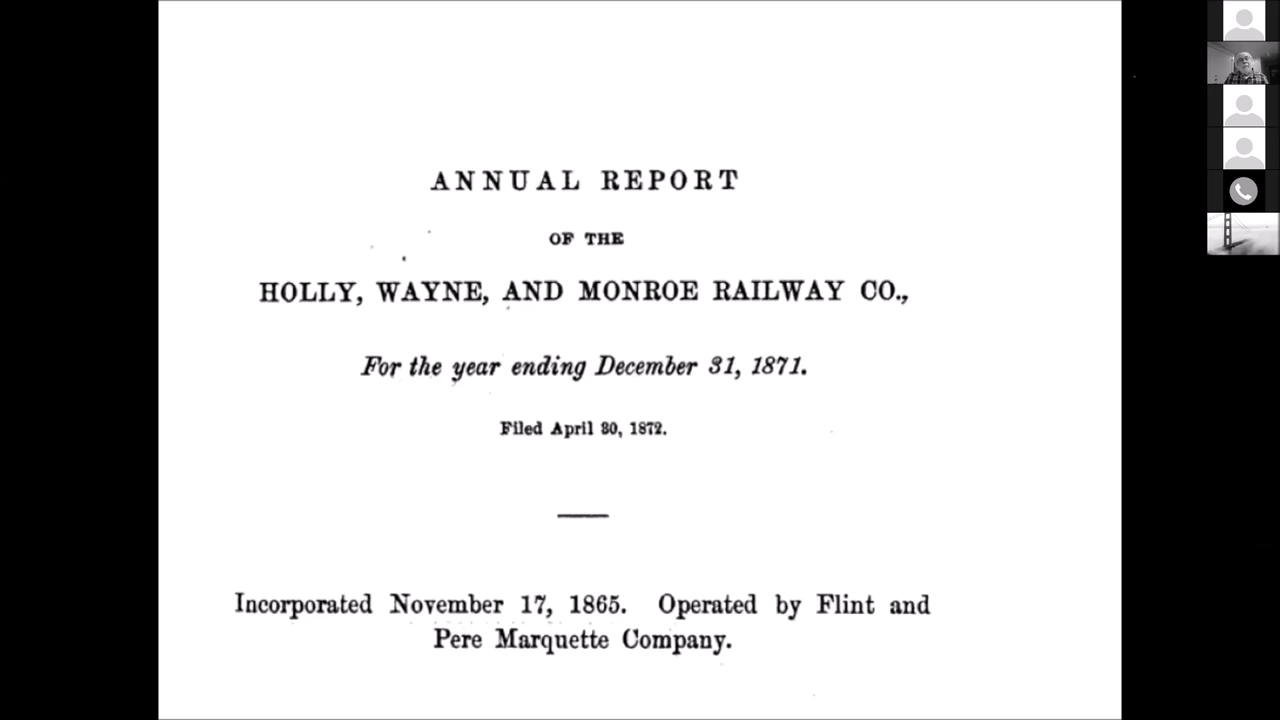 ANNUAL REPORT
OF THE
HOLLY, WAYNE, AND MONROE RAILWAY CO.,
For the year ending December 31, 1871.
Filed April 30, 1872.
Incorporated November 17, 1865. Operated by Flint and
Pere Marquette Company.